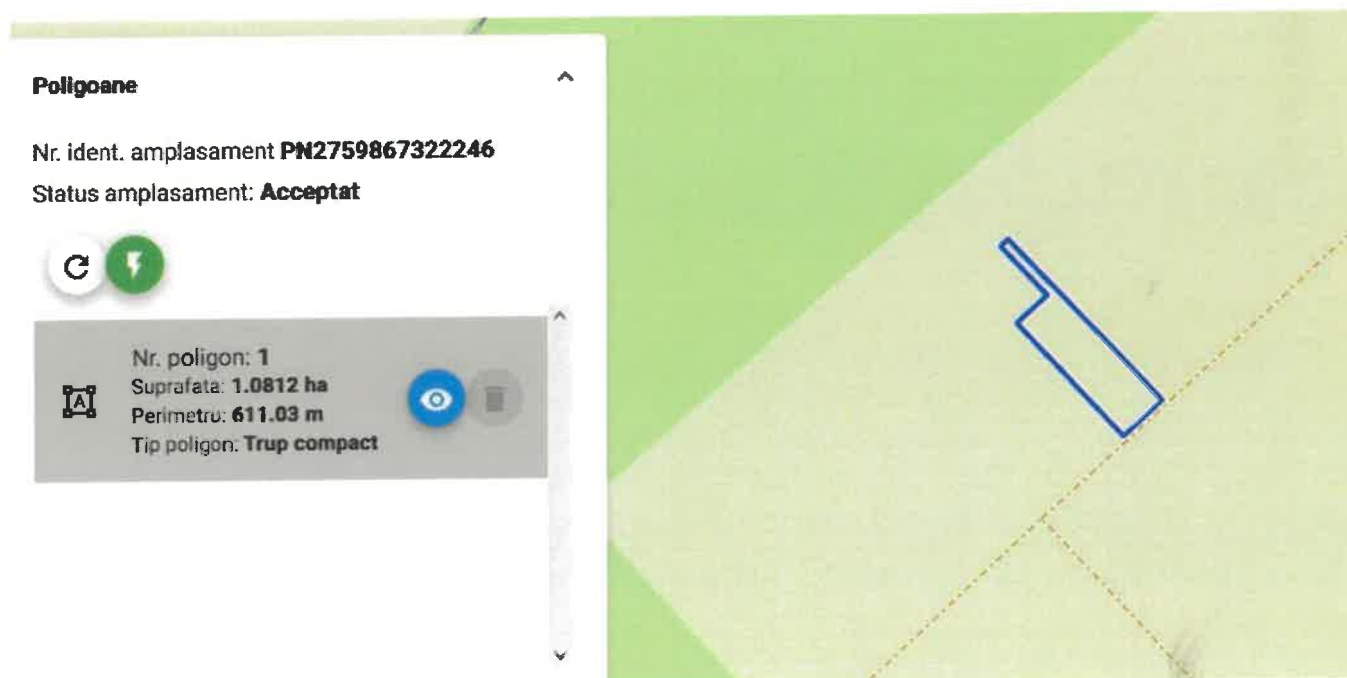 Poligoane
Nr. ident. amplasament PN2759867322246
Status amplasament: Acceptat
Nr. poligon: 1
Suprafata: 1.0812 ha
Perimetru: 611.03 m
Tip poligon: Trup compact